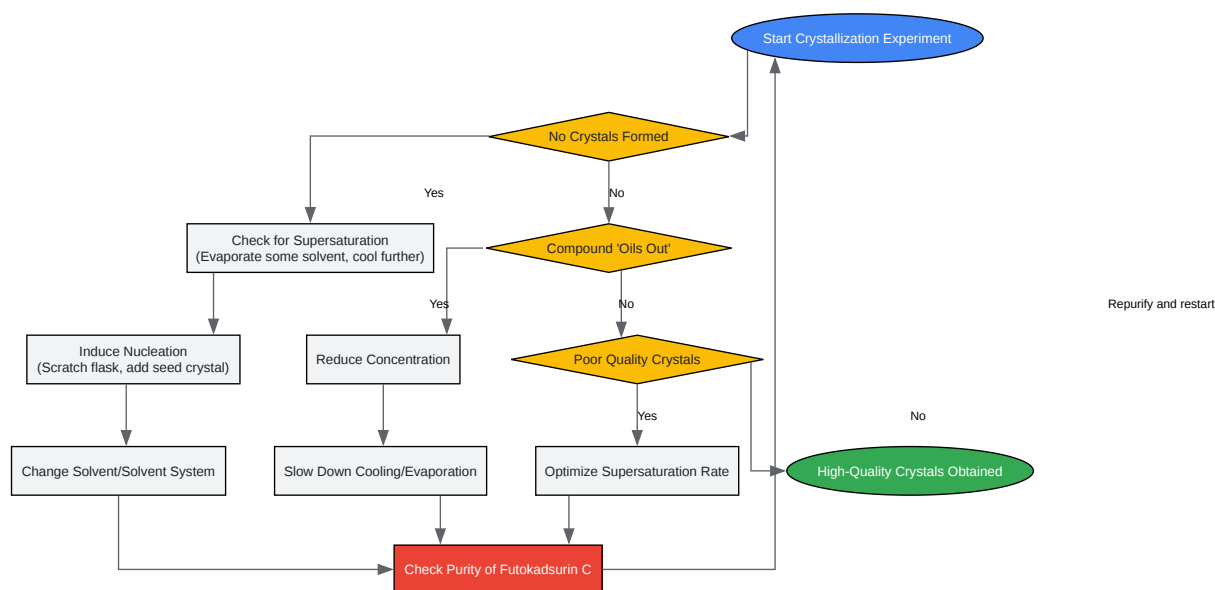 Start Crystallization Experiment
No Crystals Formed
Yes
No
Check for Supersaturation
(Evaporate some solvent, cool further)
Compound 'Oils Out'
Yes
No
Repurify and restart
Induce Nucleation
(Scratch flask, add seed crystal)
Reduce Concentration
Poor Quality Crystals
Yes
No
Change Solvent/Solvent System
Slow Down Cooling/Evaporation
Optimize Supersaturation Rate
High-Quality Crystals Obtained
Check Purity of Futokadsurin C